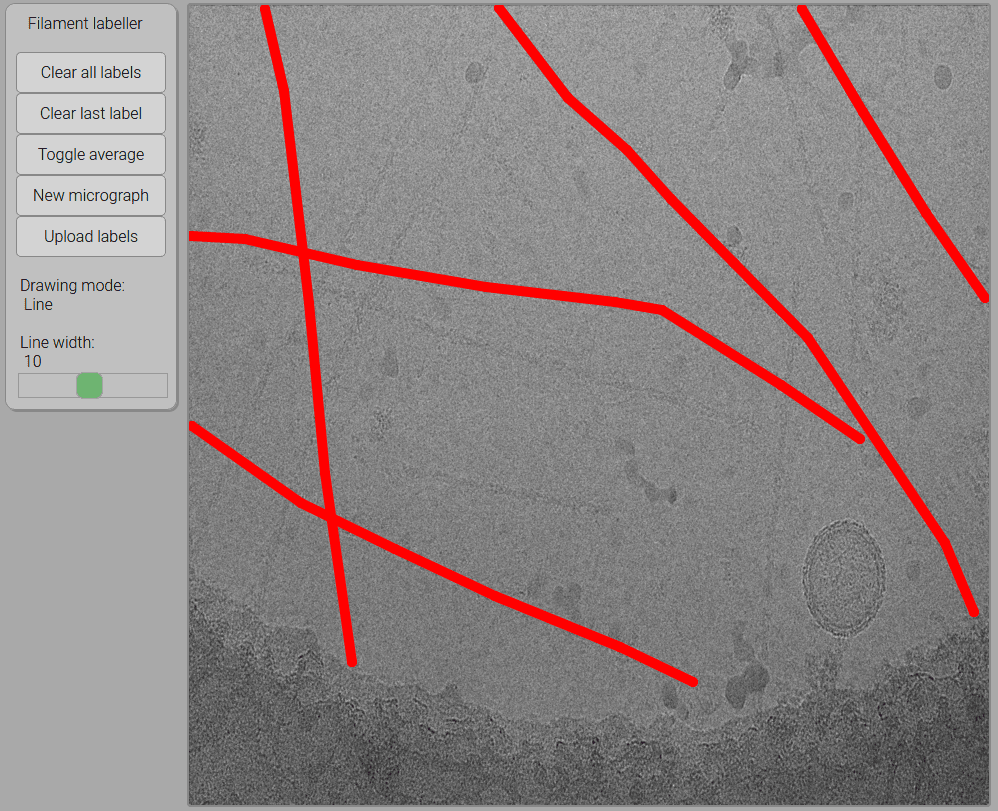 Filament labeller
Clear all labels
Clear last label
Toggle average
New micrograph
Upload labels
Drawing mode:
Line
Line width:
10